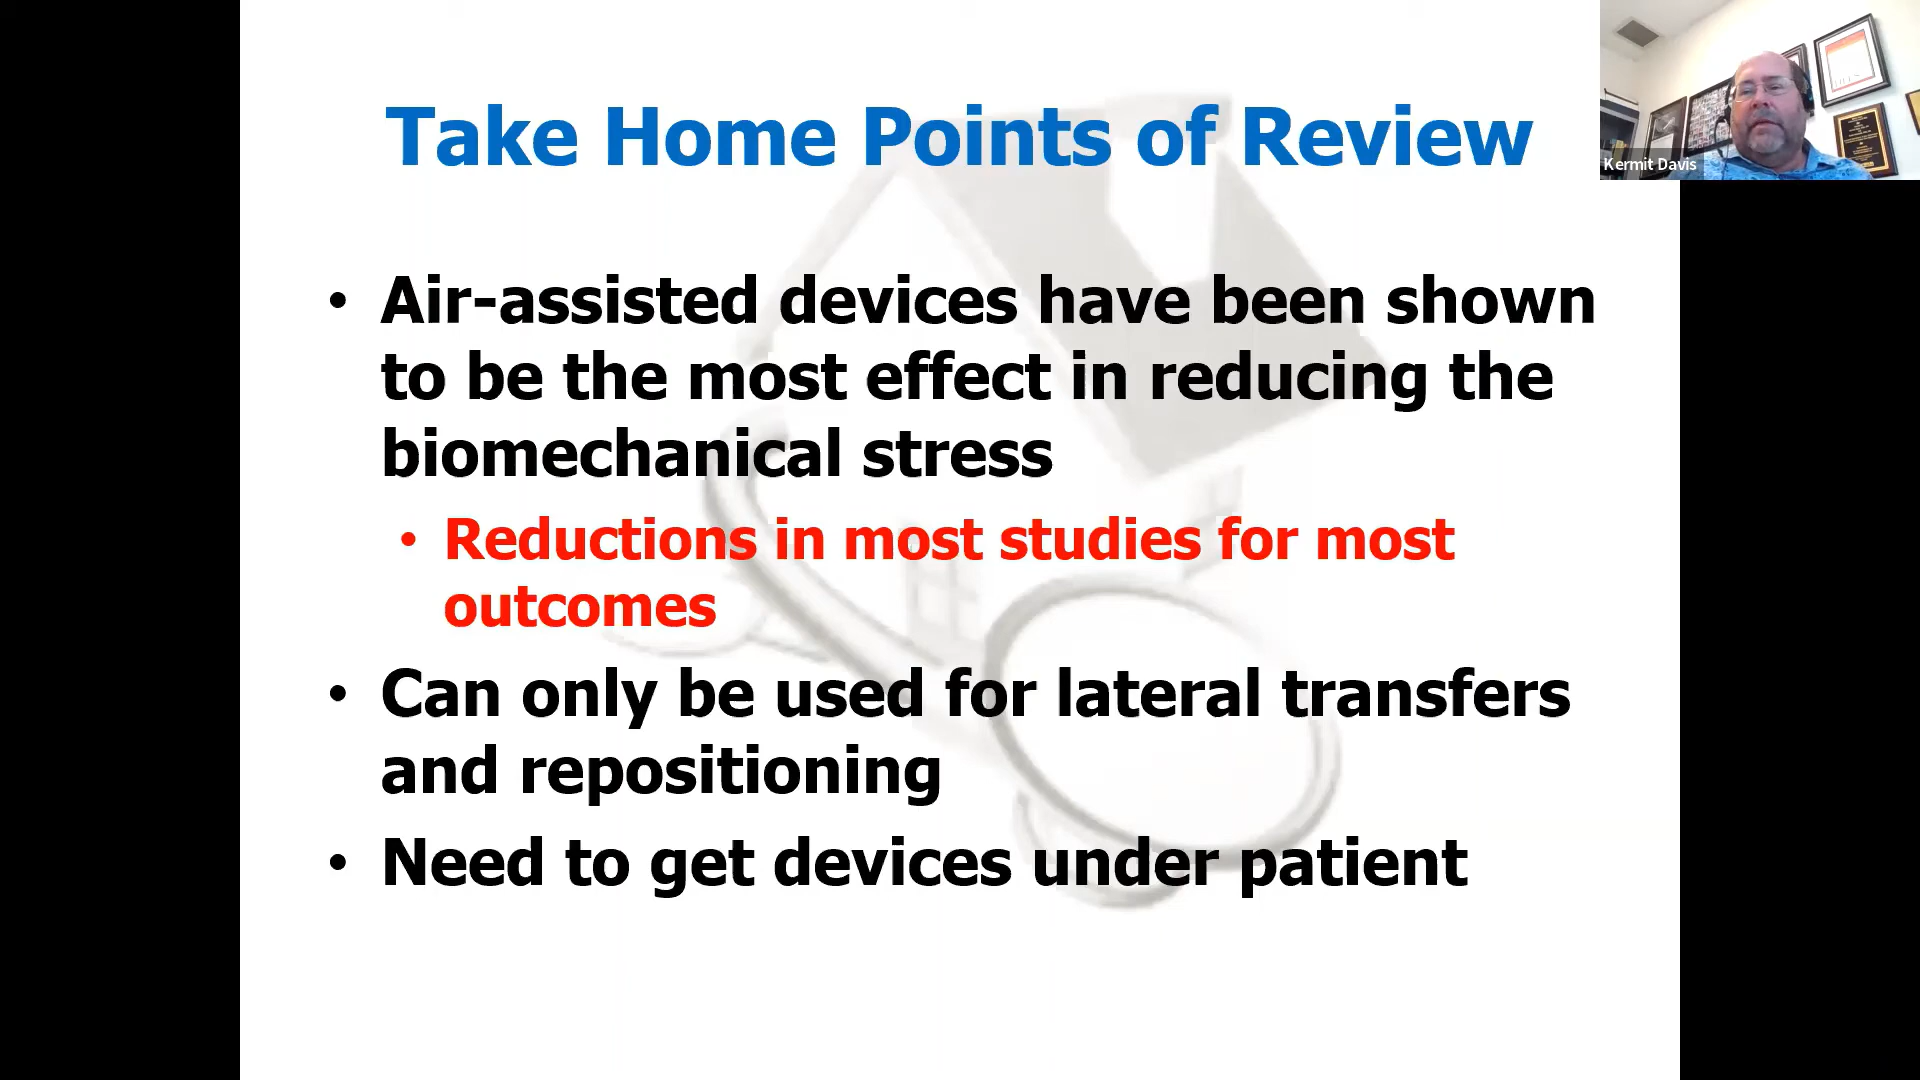 Take Home Points of Review
Kermit Davis
• Air-assisted devices have been shown
to be the most effect in reducing the
biomechanical stress
• Reductions in most studies for most
outcomes
• Can only be used for lateral transfers
and repositioning
• Need to get devices under patient